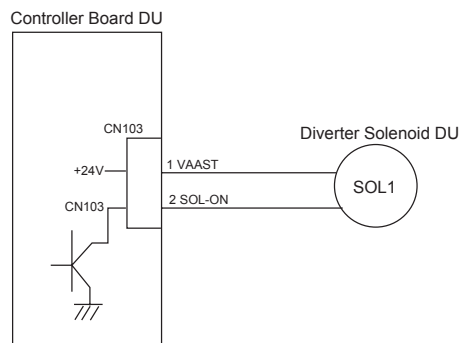 Controller Board DU
CN103
Diverter Solenoid DU
+24V
1 VAAST
SOL1
CN103
2 SOL-ON